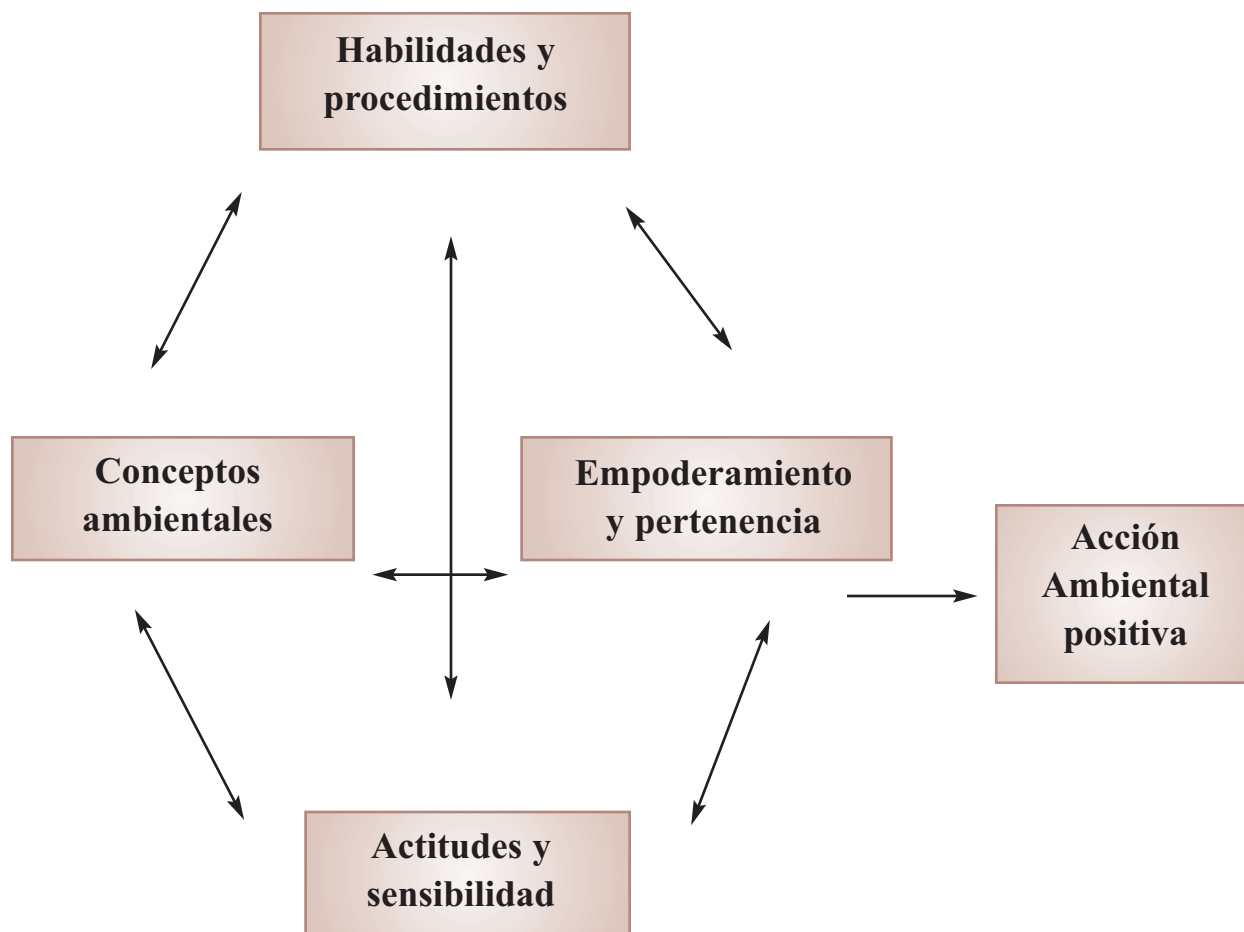 Habilidades y
procedimientos
Conceptos
ambientales
Empoderamiento
y pertenencia
Acción
Ambiental
positiva
Actitudes y
sensibilidad